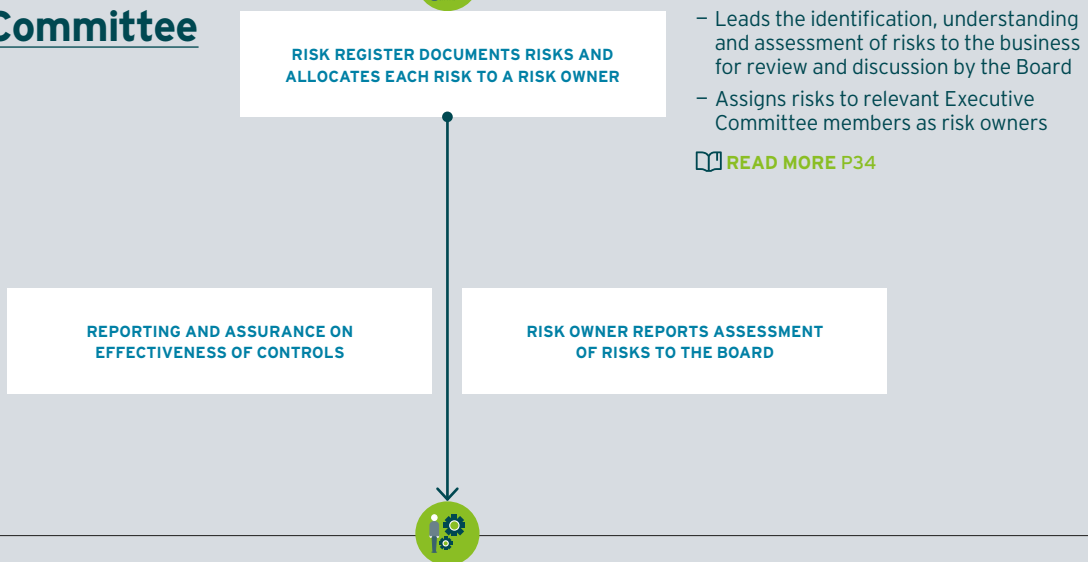 Committee
RISK REGISTER DOCUMENTS RISKS AND
ALLOCATES EACH RISK TO A RISK OWNER
– Leads the identification, understanding
and assessment of risks to the business
for review and discussion by the Board
– Assigns risks to relevant Executive
Committee members as risk owners
READ MORE P34
REPORTING AND ASSURANCE ON
EFFECTIVENESS OF CONTROLS
RISK OWNER REPORTS ASSESSMENT
OF RISKS TO THE BOARD